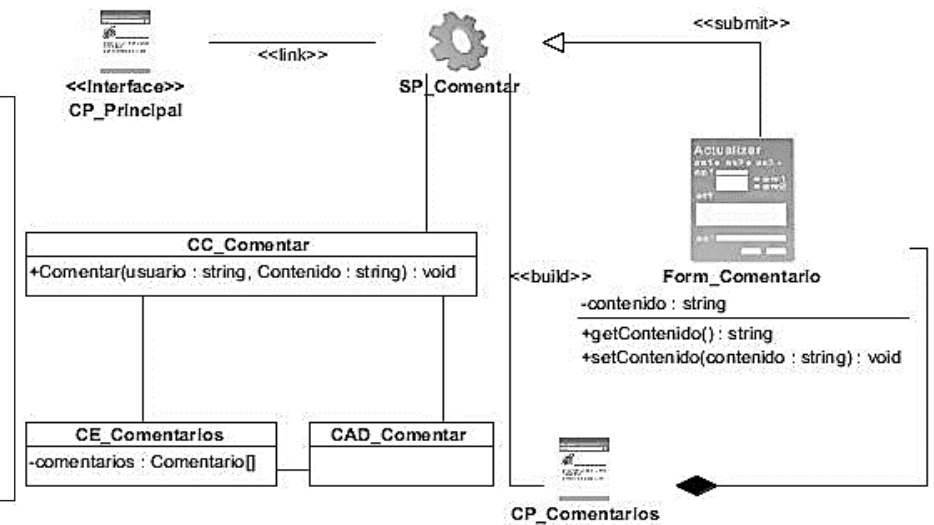 <<submit>>
<<link>>
<<Interface>>
CP_Principal
SP_Comentar
Actualizar
CC_Comentar
+Comentar(usuario : string, Contenido : string) : void
<<build>>
Form_Comentario
-contenido : string
+getContenido() : string
+setContenido(contenido : string) : void
CE_Comentarios
-comentarios : Comentario[]
CAD_Comentar
CP_Comentarios